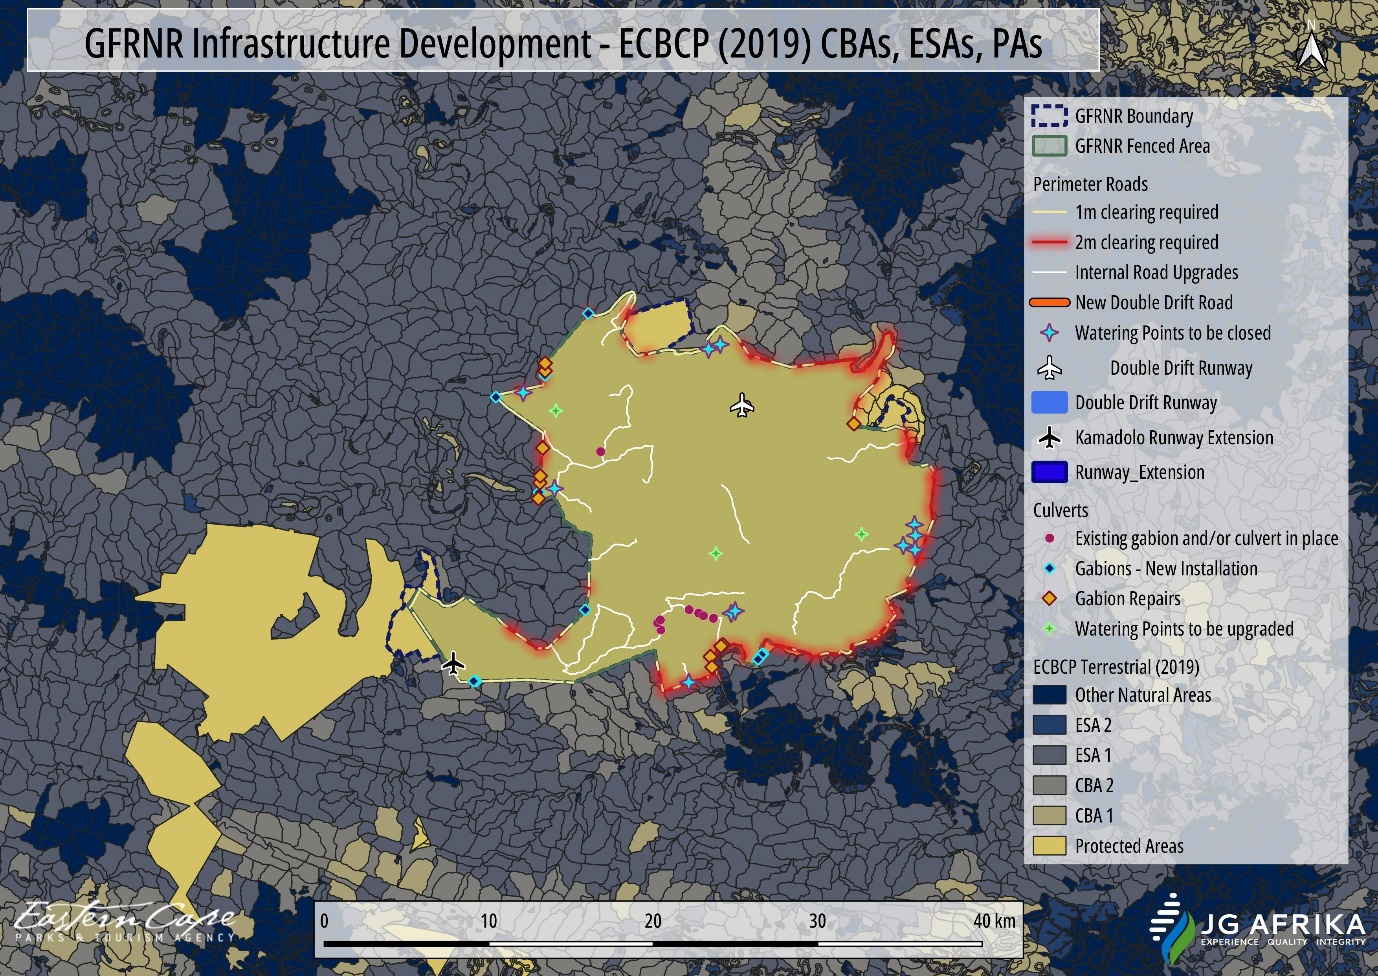 GFRNR Infrastructure Development - ECBCP (2019) CBAs, ESAs, PAs
N
GFRNR Boundary
GFRNR Fenced Area
Perimeter Roads
1m clearing required
2m clearing required
Internal Road Upgrades
New Double Drift Road
Watering Points to be closed
Double Drift Runway
Double Drift Runway
Kamadolo Runway Extension
Runway_Extension
Culverts
Existing gabion and/or culvert in place
Gabions - New Installation
Gabion Repairs
Watering Points to be upgraded
ECBCP Terrestrial (2019)
Other Natural Areas
ESA 2
ESA 1
CBA 2
CBA 1
Protected Areas
Eastern Cape
PARKS & TOURISM AGENCY
0 10 20 30 40 km
JG AFRIKA
EXPERIENCE QUALITY INTEGRITY